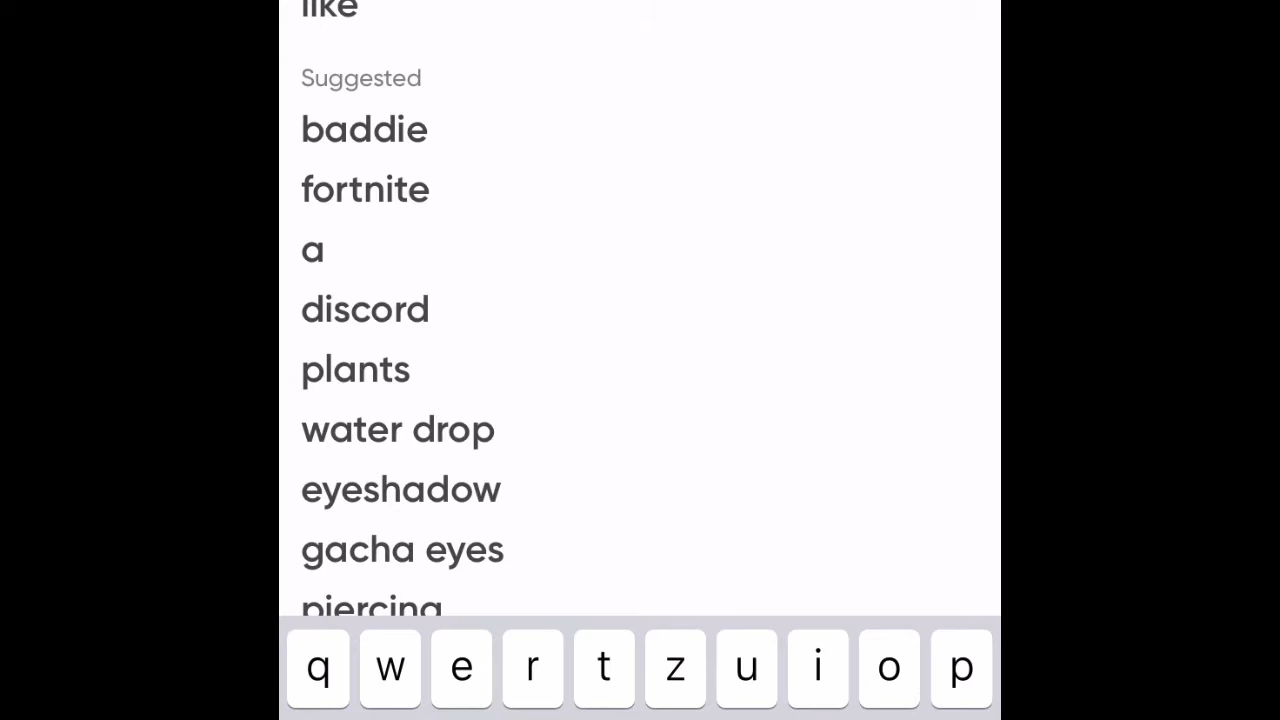 like
Suggested
baddie
fortnite
a
discord
plants
water drop
eyeshadow
gacha eyes
piercing
q w e r t z u i o p